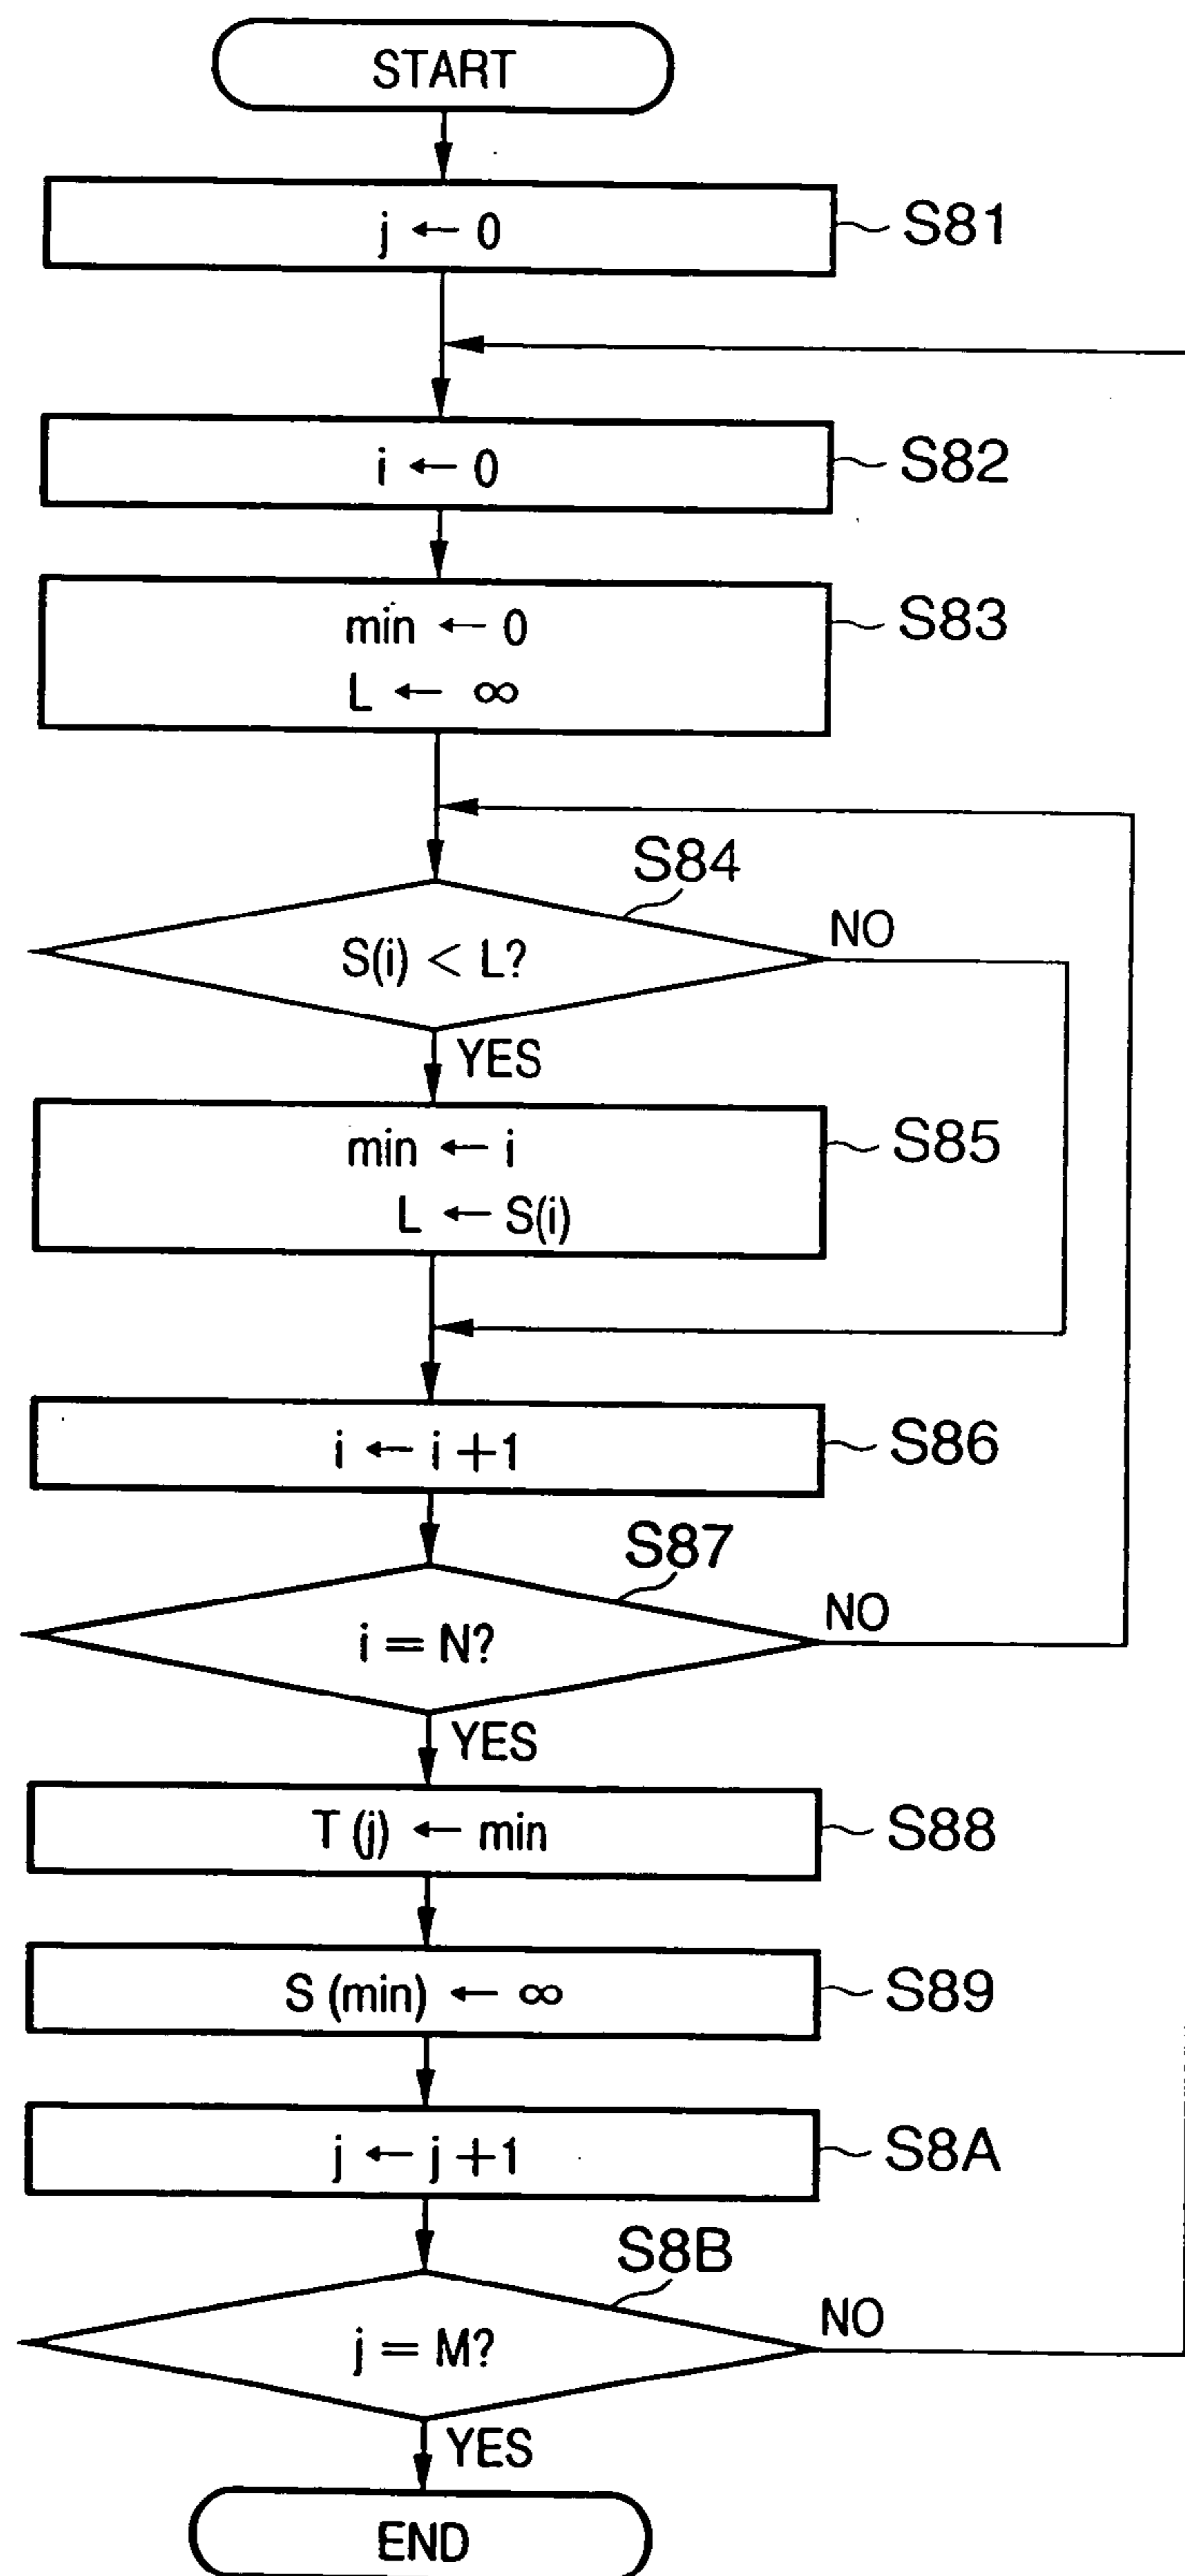 START
j ← 0
S81
i ← 0
S82
min ← 0
L ← ∞
S83
S84
S(i) < L?
NO
YES
min ← i
L ← S(i)
S85
i ← i +1
S86
S87
i = N?
NO
YES
T (j) ← min
S88
S (min) ← ∞
S89
j ← j +1
S8A
S8B
j = M?
NO
YES
END